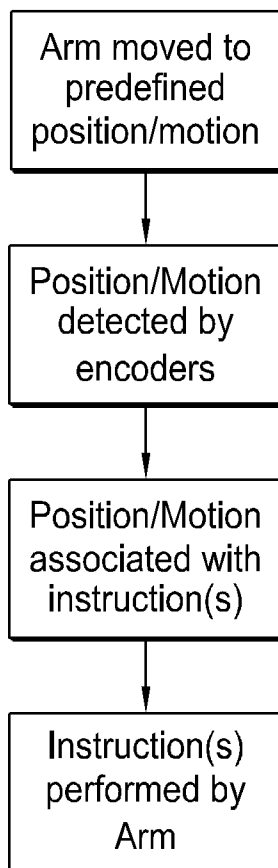 Arm moved to
predefined
position/motion
Position/Motion
detected by
encoders
Position/Motion
associated with
instruction(s)
Instruction(s)
performed by
Arm